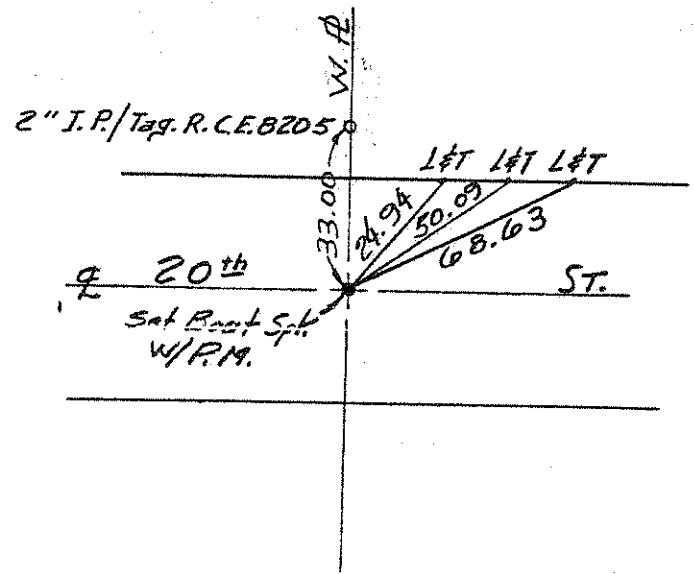 W. ⅊
2" I.P./Tag. R.C.E. 8205
L&T L&T L&T
33.00
24.94
50.09
68.63
℄ 20th ST.
Set Boat Spk.
W/P.M.